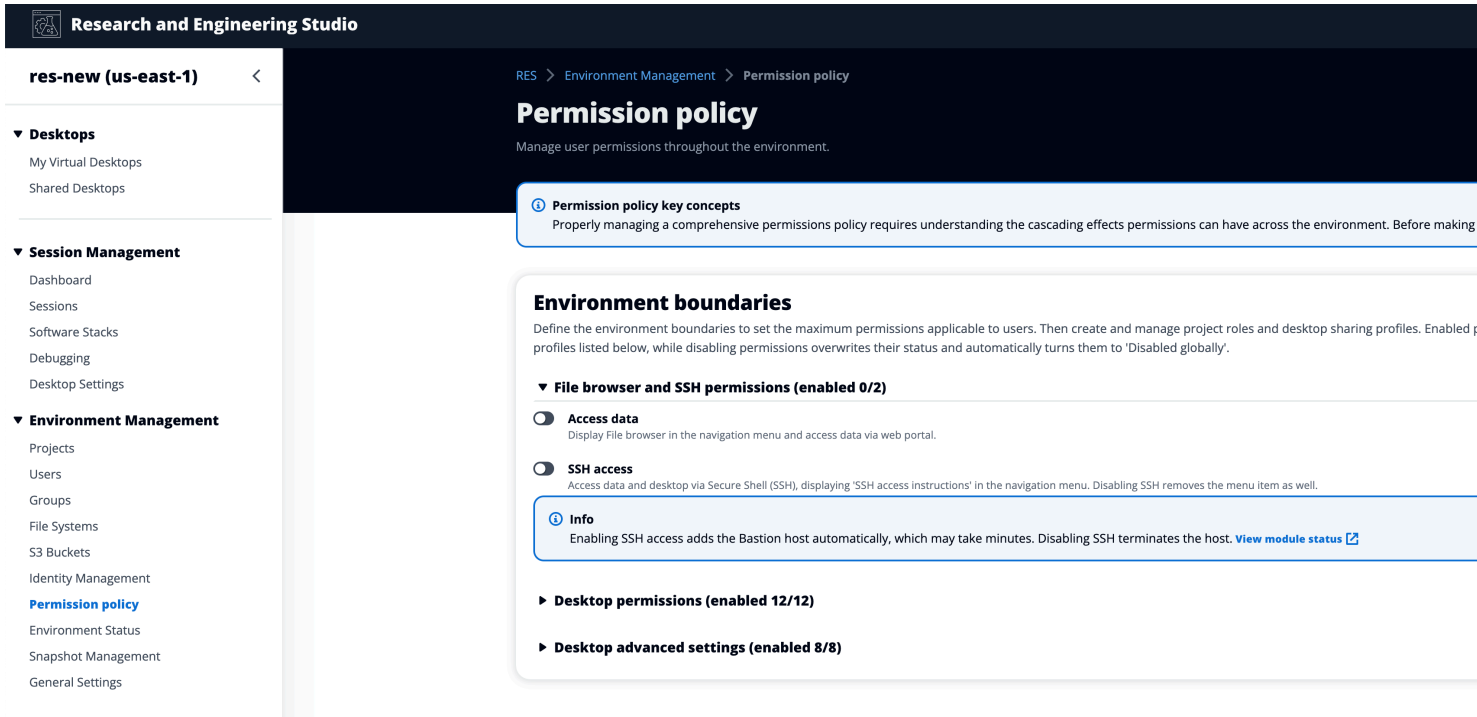 Research and Engineering Studio
res-new (us-east-1)
Desktops
My Virtual Desktops
Shared Desktops
Session Management
Dashboard
Sessions
Software Stacks
Debugging
Desktop Settings
Environment Management
Projects
Users
Groups
File Systems
S3 Buckets
Identity Management
Permission policy
Environment Status
Snapshot Management
General Settings
RES > Environment Management > Permission policy
Permission policy
Manage user permissions throughout the environment.
Permission policy key concepts
Properly managing a comprehensive permissions policy requires understanding the cascading effects permissions can have across the environment. Before making
Environment boundaries
Define the environment boundaries to set the maximum permissions applicable to users. Then create and manage project roles and desktop sharing profiles. Enabled
profiles listed below, while disabling permissions overwrites their status and automatically turns them to 'Disabled globally'.
File browser and SSH permissions (enabled 0/2)
Access data
Display File browser in the navigation menu and access data via web portal.
SSH access
Access data and desktop via Secure Shell (SSH), displaying 'SSH access instructions' in the navigation menu. Disabling SSH removes the menu item as well.
Info
Enabling SSH access adds the Bastion host automatically, which may take minutes. Disabling SSH terminates the host. View module status
Desktop permissions (enabled 12/12)
Desktop advanced settings (enabled 8/8)